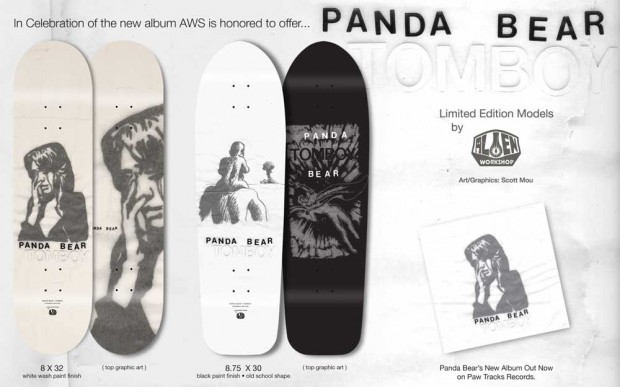 In Celebration of the new album AWS is honored to offer...
PANDA BEAR
TOMBOY
Limited Edition Models
by
ALIEN
WORKSHOP
Art/Graphics: Scott Mou
PANDA BEAR
TOMBOY
PANDA BEAR
TOMBOY
PANDA
TOMBOY
BEAR
PANDA BEAR
TOMBOY
8 X 32
white wash paint finish
( top graphic art )
8.75 X 30
black paint finish • old school shape
( top graphic art )
Panda Bear's New Album Out Now
on Paw Tracks Records.